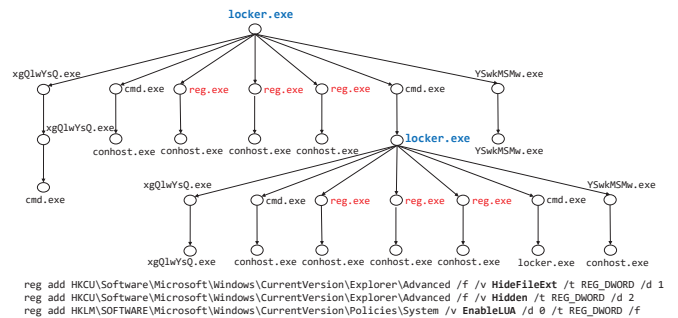 locker.exe
xgQlwYsQ.exe
YSwkMSMw.exe
cmd.exe reg.exe reg.exe reg.exe cmd.exe
xgQlwYsQ.exe
locker.exe
conhost.exe conhost.exe conhost.exe conhost.exe YSwkMSMw.exe
xgQlwYsQ.exe YSwkMSMw.exe
cmd.exe cmd.exe reg.exe reg.exe reg.exe cmd.exe
xgQlwYsQ.exe conhost.exe conhost.exe conhost.exe conhost.exe locker.exe conhost.exe
reg add HKCU\Software\Microsoft\Windows\CurrentVersion\Explorer\Advanced /f /v HideFileExt /t REG_DWORD /d 1
reg add HKCU\Software\Microsoft\Windows\CurrentVersion\Explorer\Advanced /f /v Hidden /t REG_DWORD /d 2
reg add HKLM\SOFTWARE\Microsoft\Windows\CurrentVersion\Policies\System /v EnableLUA /d 0 /t REG_DWORD /f